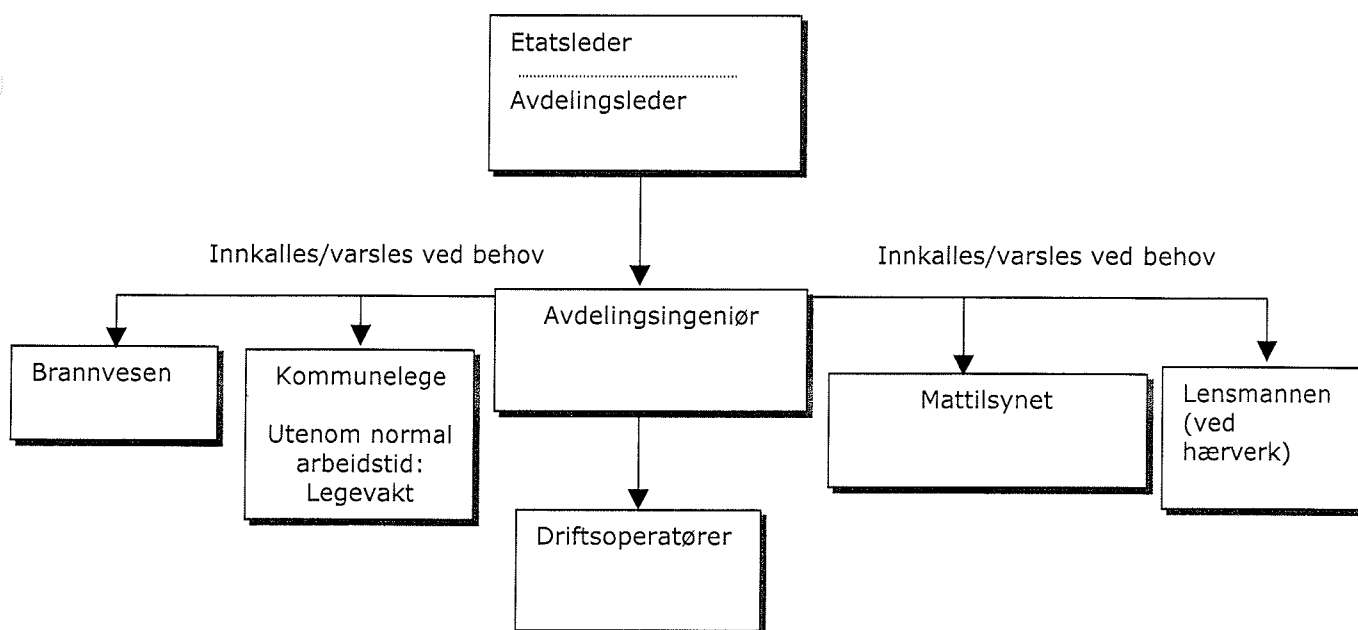 Etatsleder
Avdelingsleder
Innkalles/varsles ved behov
Innkalles/varsles ved behov
Avdelingsingeniør
Brannvesen
Kommunelege
Utenom normal
arbeidstid:
Legevakt
Mattilsynet
Lensmannen
(ved
hærverk)
Driftsoperatører